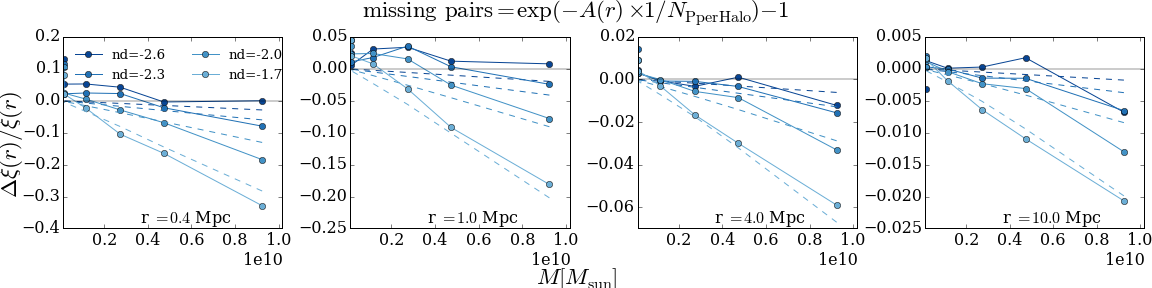 missing pairs = exp(−A(r) × 1/N_PperHalo) − 1
Δξ(r)/ξ(r)
0.2
0.1
0.0
−0.1
−0.2
−0.3
−0.4
nd=-2.6
nd=-2.3
nd=-2.0
nd=-1.7
r = 0.4 Mpc
0.2 0.4 0.6 0.8 1.0
1e10
0.05
0.00
−0.05
−0.10
−0.15
−0.20
−0.25
r = 1.0 Mpc
0.2 0.4 0.6 0.8 1.0
1e10
0.02
0.00
−0.02
−0.04
−0.06
r = 4.0 Mpc
0.2 0.4 0.6 0.8 1.0
1e10
0.005
0.000
−0.005
−0.010
−0.015
−0.020
−0.025
r = 10.0 Mpc
0.2 0.4 0.6 0.8 1.0
1e10
M[M_sun]